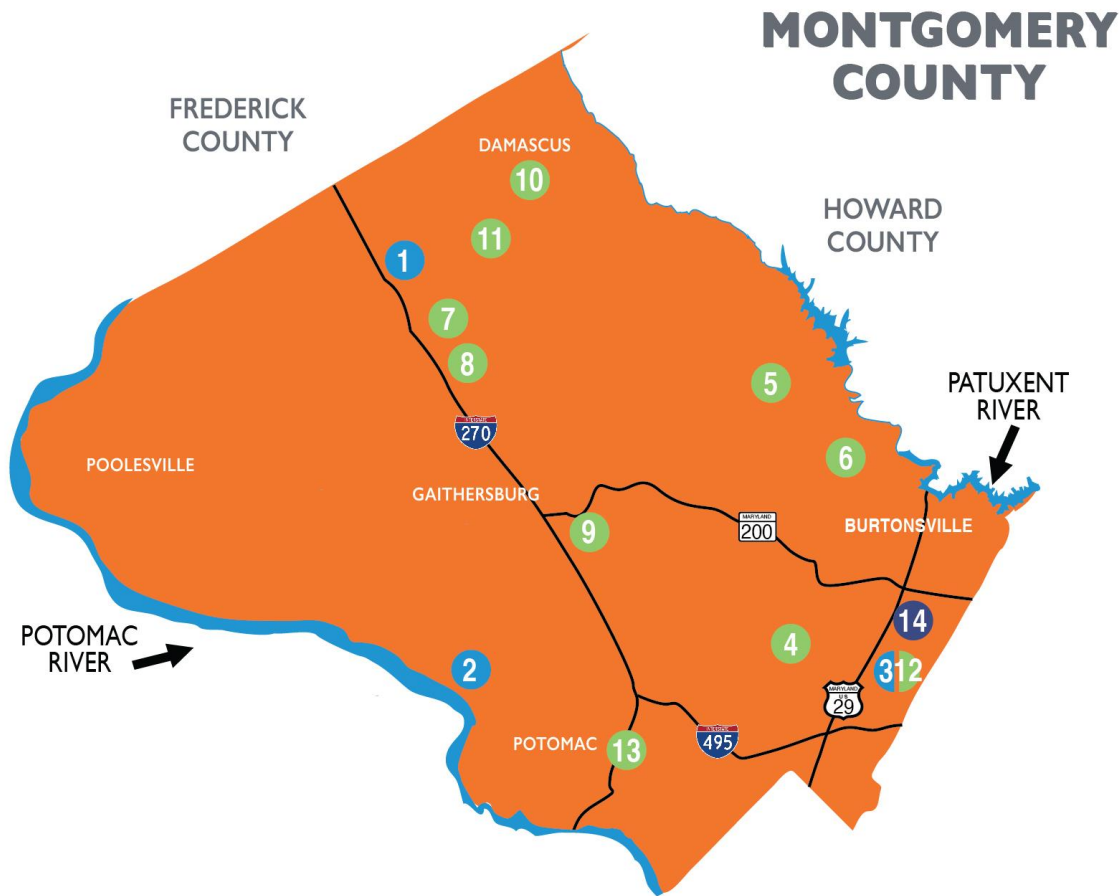 MONTGOMERY
COUNTY
FREDERICK
COUNTY
DAMASCUS
10
HOWARD
COUNTY
11
1
7
8
5
PATUXENT
RIVER
270
6
POOLESVILLE
GAITHERSBURG
BURTONSVILLE
9
MARYLAND
200
14
POTOMAC
RIVER
4
2
3 12
MARYLAND
US
29
POTOMAC
13
495